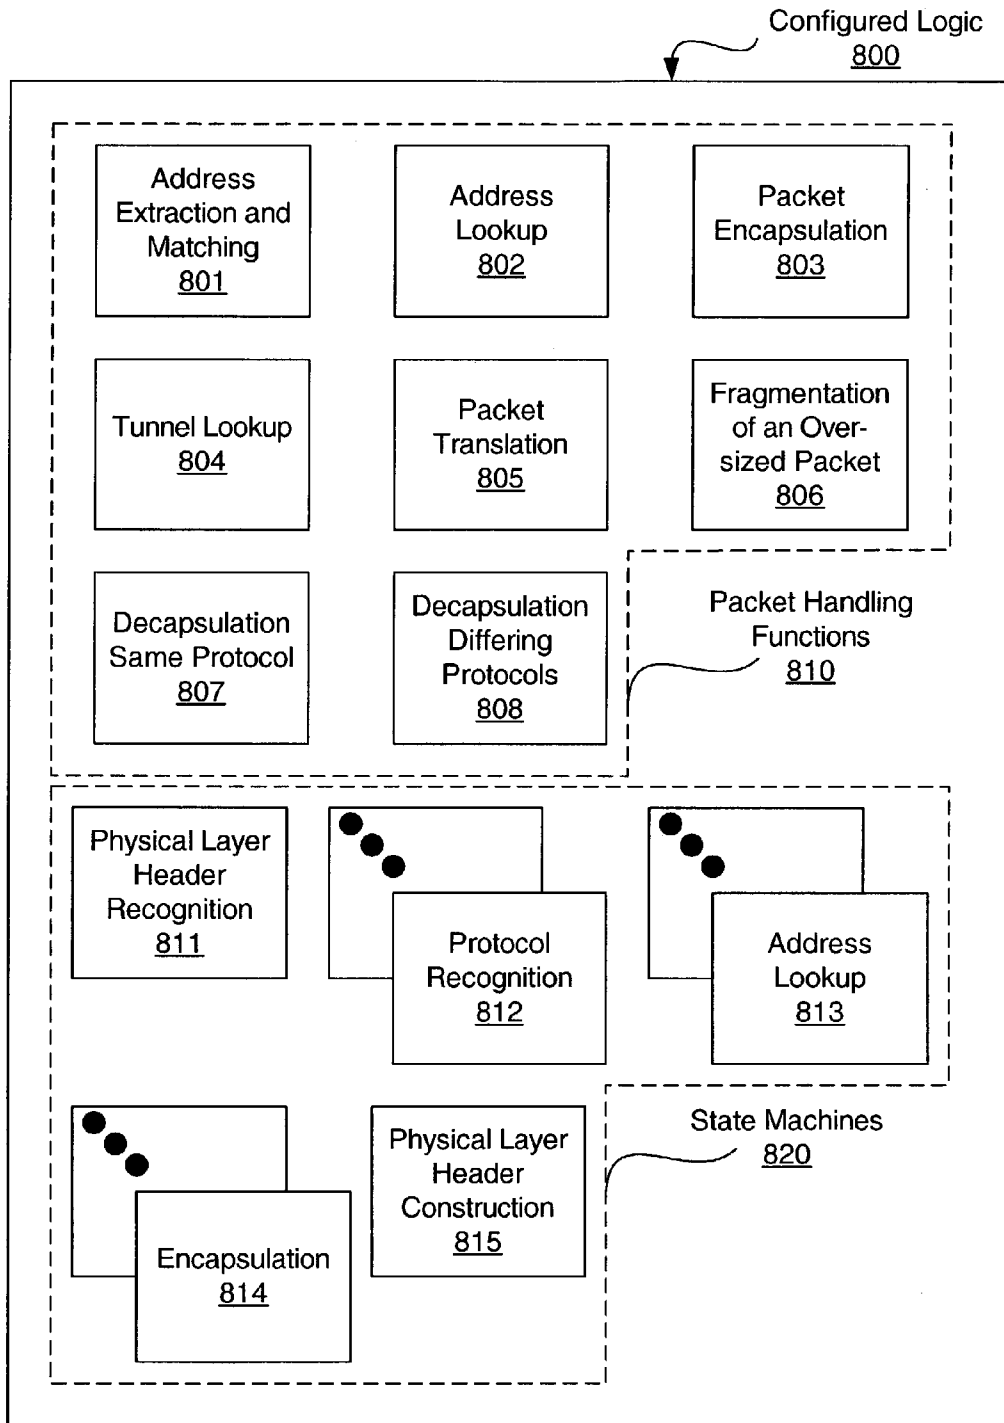 Configured Logic
800
Address
Extraction and
Matching
801
Address
Lookup
802
Packet
Encapsulation
803
Tunnel Lookup
804
Packet
Translation
805
Fragmentation
of an Over-
sized Packet
806
Decapsulation
Same Protocol
807
Decapsulation
Differing
Protocols
808
Packet Handling
Functions
810
Physical Layer
Header
Recognition
811
Protocol
Recognition
812
Address
Lookup
813
State Machines
820
Encapsulation
814
Physical Layer
Header
Construction
815